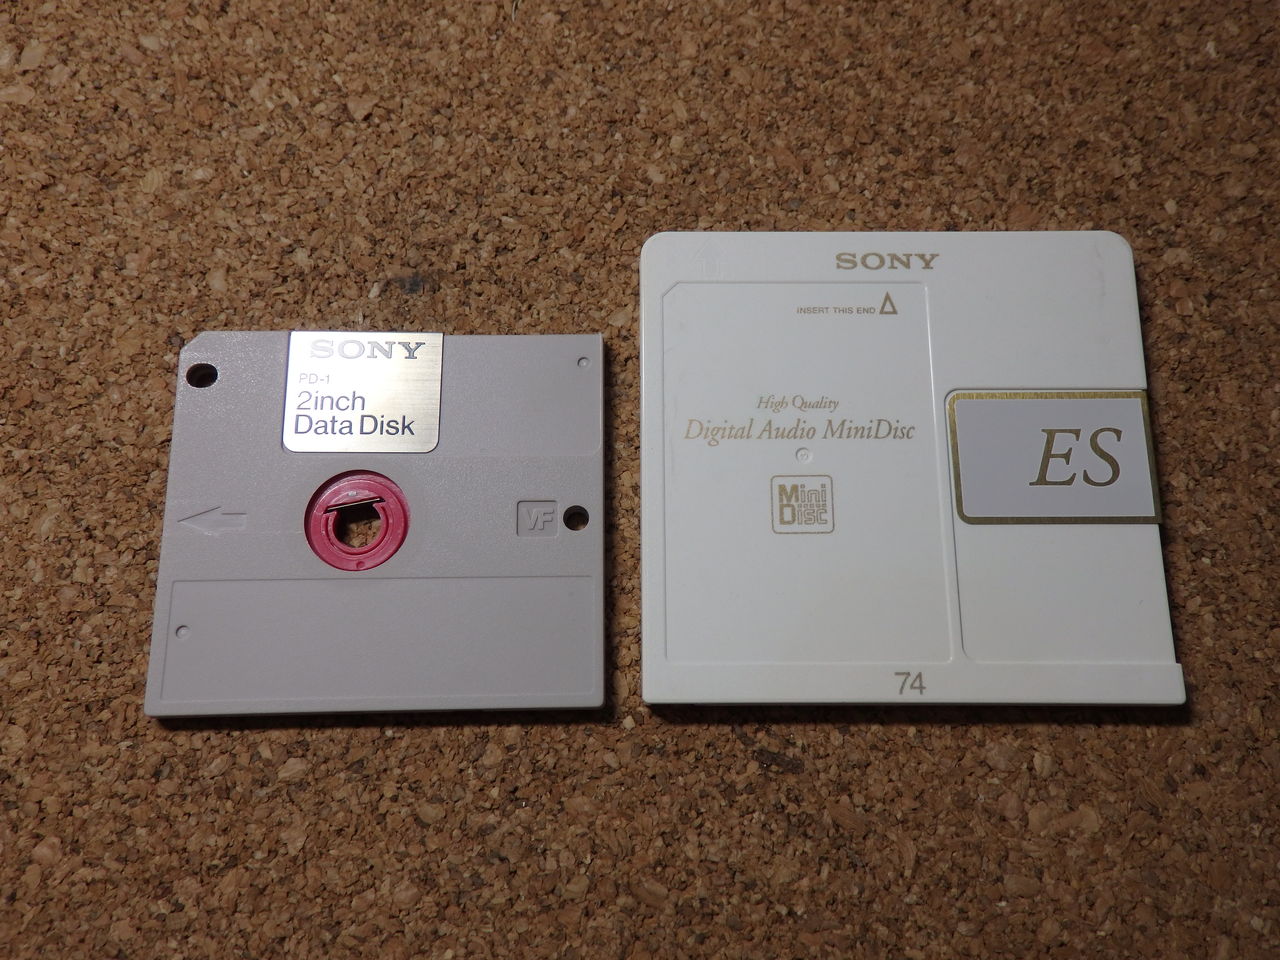 SONY
PD-1
2inch
Data Disk
VF
SONY
INSERT THIS END
High Quality
Digital Audio MiniDisc
Mini
Disc
ES
74